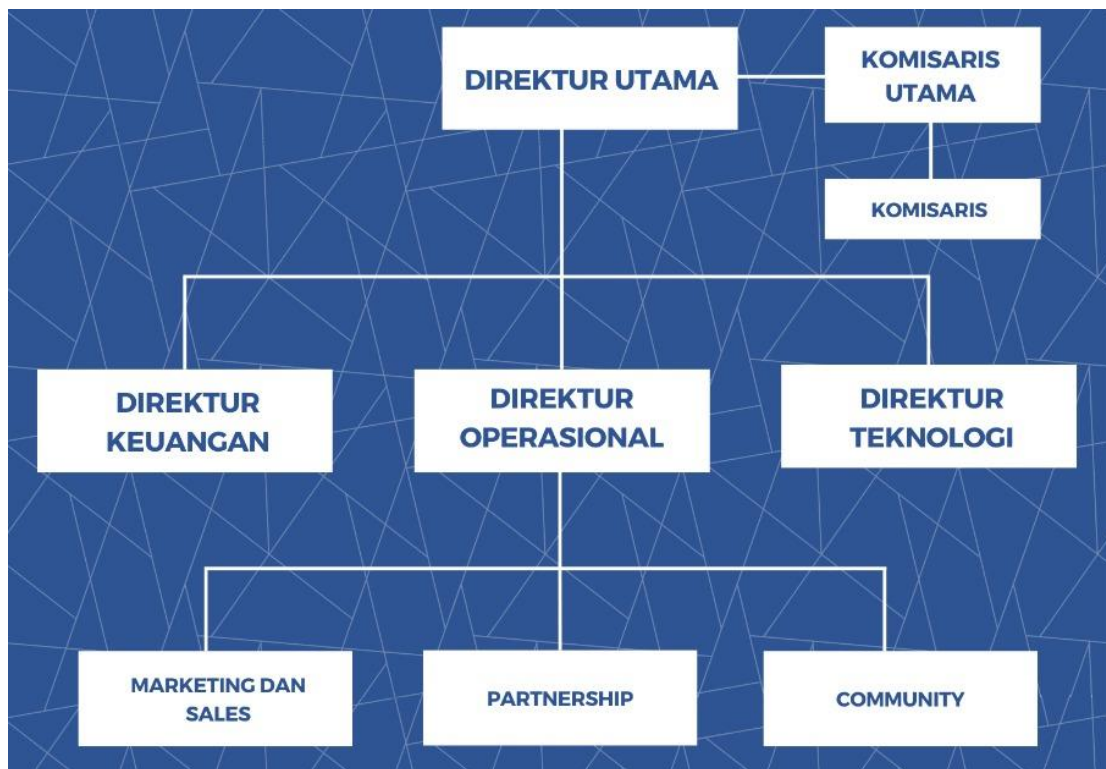 DIREKTUR UTAMA
KOMISARIS
UTAMA
KOMISARIS
DIREKTUR
KEUANGAN
DIREKTUR
OPERASIONAL
DIREKTUR
TEKNOLOGI
MARKETING DAN
SALES
PARTNERSHIP
COMMUNITY